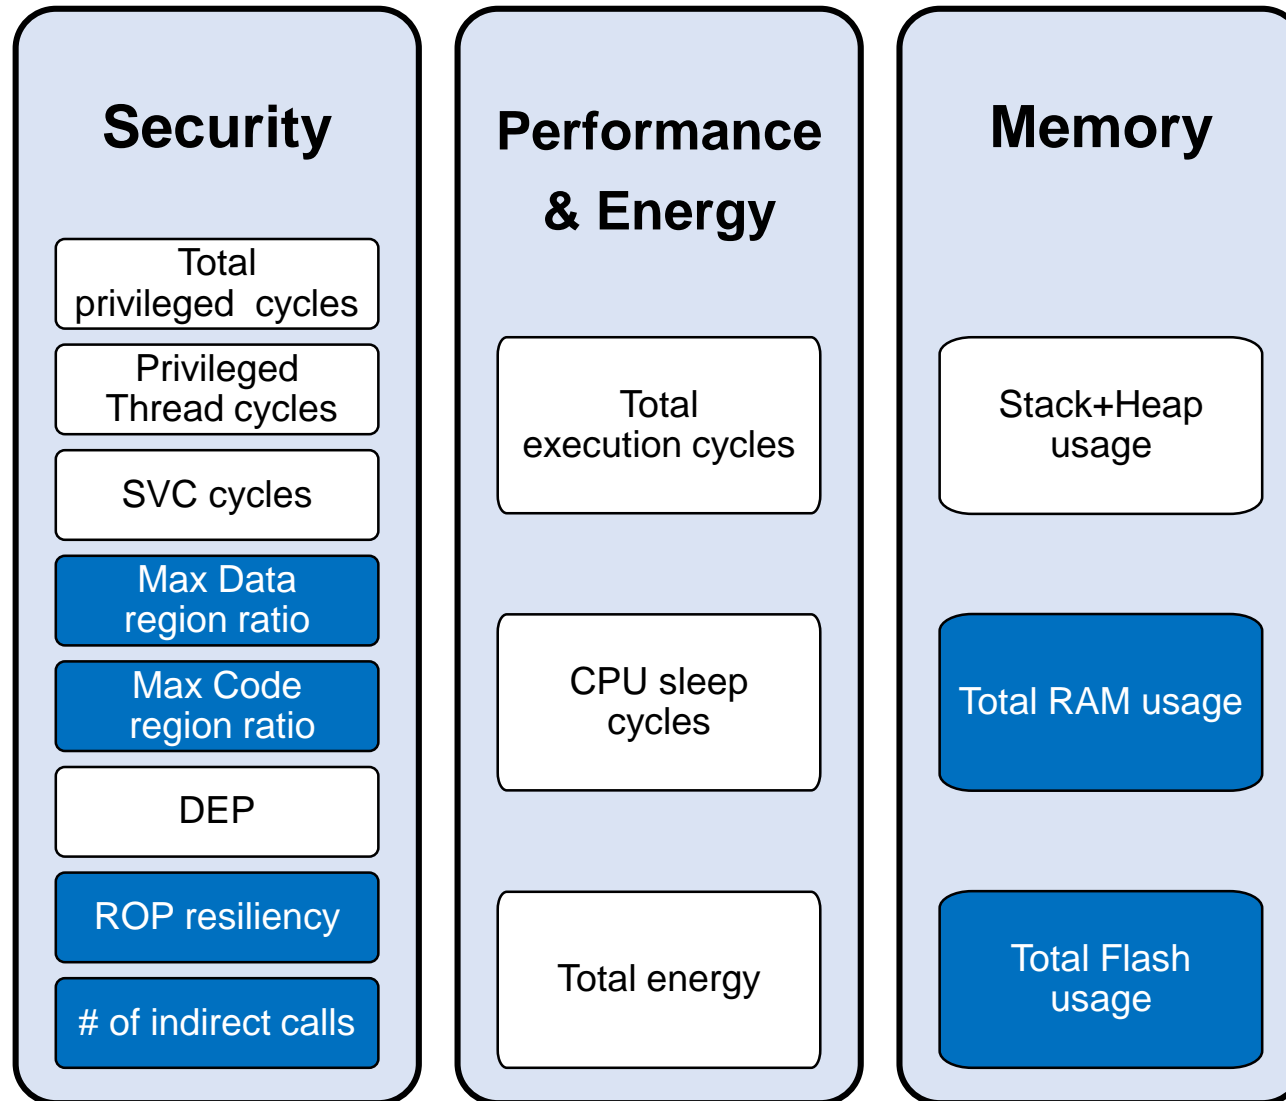 Security
Total
privileged cycles
Privileged
Thread cycles
SVC cycles
Max Data
region ratio
Max Code
region ratio
DEP
ROP resiliency
# of indirect calls
Performance
& Energy
Total
execution cycles
CPU sleep
cycles
Total energy
Memory
Stack+Heap
usage
Total RAM usage
Total Flash
usage